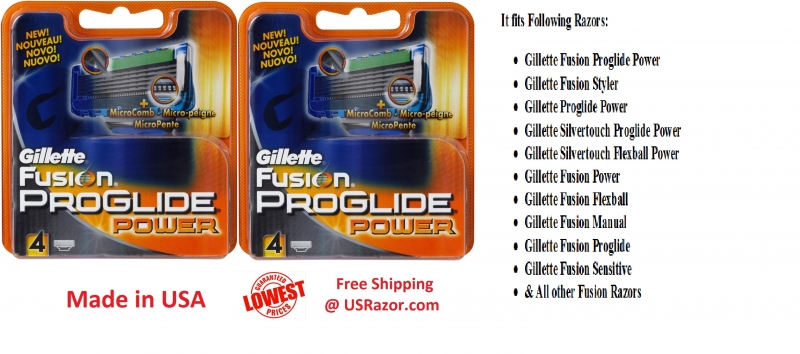 NEW!
NOUVEAU!
NOVO!
NUOVO!
+
MicroComb - Micro-peigne
MicroPente
Gillette
Fusion
PROGLIDE
POWER
4
NEW!
NOUVEAU!
NOVO!
NUOVO!
+
MicroComb - Micro-peigne
MicroPente
Gillette
Fusion
PROGLIDE
POWER
4
Made in USA
GUARANTEED
LOWEST
PRICES
Free Shipping
@ USRazor.com
It fits Following Razors:
• Gillette Fusion Proglide Power
• Gillette Fusion Styler
• Gillette Proglide Power
• Gillette Silvertouch Proglide Power
• Gillette Silvertouch Flexball Power
• Gillette Fusion Power
• Gillette Fusion Flexball
• Gillette Fusion Manual
• Gillette Fusion Proglide
• Gillette Fusion Sensitive
• & All other Fusion Razors